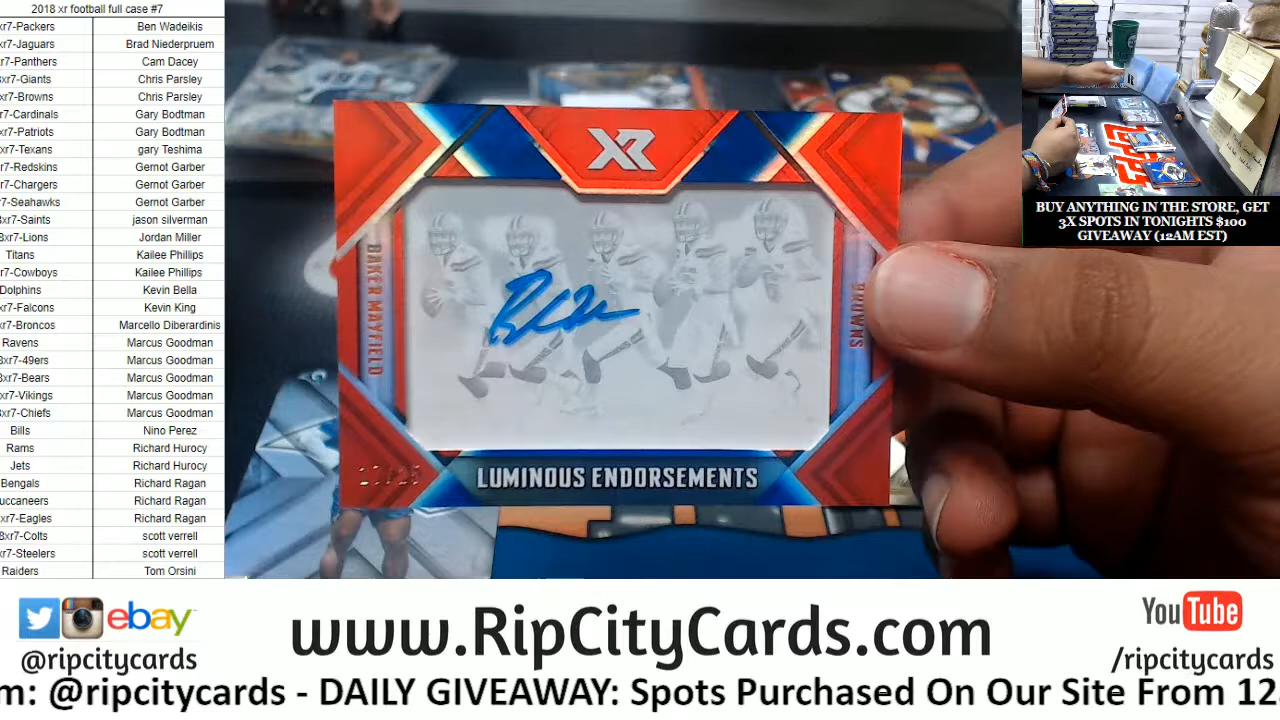 2018 xr football full case #7
xr7-Packers Ben Wadeikis
xr7-Jaguars Brad Niederpruem
xr7-Panthers Cam Dacey
xr7-Giants Chris Parsley
xr7-Browns Chris Parsley
xr7-Cardinals Gary Bodtman
xr7-Patriots Gary Bodtman
xr7-Texans gary Teshima
xr7-Redskins Gernot Garber
xr7-Chargers Gernot Garber
xr7-Seahawks Gernot Garber
8xr7-Saints jason silverman
8xr7-Lions Jordan Miller
Titans Kailee Phillips
xr7-Cowboys Kailee Phillips
Dolphins Kevin Bella
xr7-Falcons Kevin King
xr7-Broncos Marcello Diberardinis
Ravens Marcus Goodman
8xr7-49ers Marcus Goodman
8xr7-Bears Marcus Goodman
xr7-Vikings Marcus Goodman
xr7-Chiefs Marcus Goodman
Bills Nino Perez
Rams Richard Hurocy
Jets Richard Hurocy
Bengals Richard Ragan
uccaneers Richard Ragan
xr7-Eagles Richard Ragan
8xr7-Colts scott verrell
xr7-Steelers scott verrell
Raiders Tom Orsini
XR
BAKER MAYFIELD
BROWNS
LUMINOUS ENDORSEMENTS
BUY ANYTHING IN THE STORE, GET
3X SPOTS IN TONIGHTS $100
GIVEAWAY (12AM EST)
ebay
@ripcitycards
www.RipCityCards.com
YouTube
/ripcitycards
m: @ripcitycards - DAILY GIVEAWAY: Spots Purchased On Our Site From 12